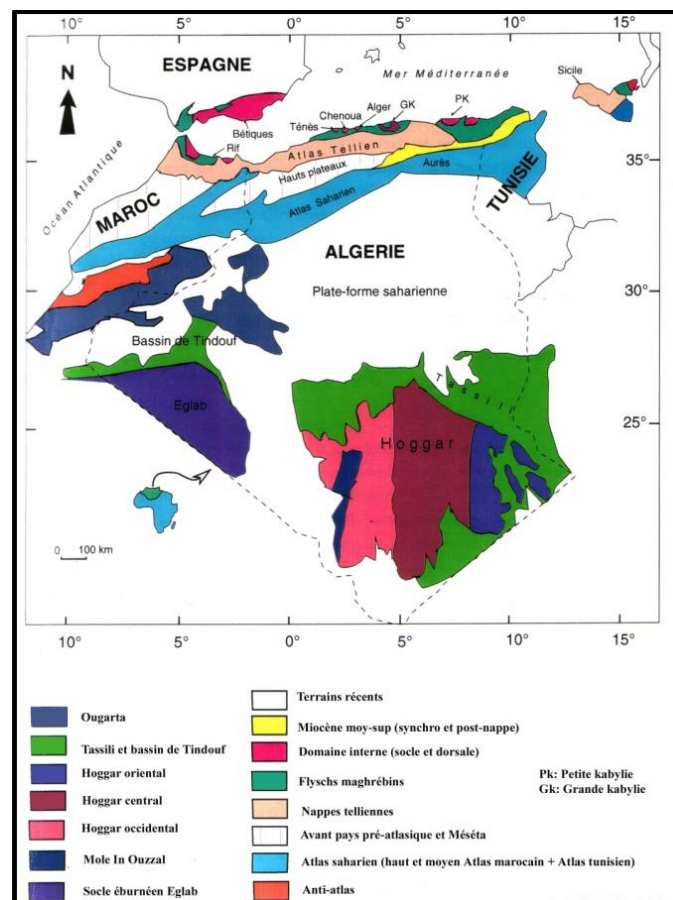 10° 5° 0° 5° 10° 15°
ESPAGNE
N
Mer Méditerranée
Sicile
Océan Atlantique
Bétiques
Ténès
Chenoua
Alger
GK
PK
Rif
Atlas Tellien
35°
Hauts plateaux
Aurès
35°
MAROC
Atlas Saharien
TUNISIE
ALGERIE
30°
Plate-forme saharienne
30°
Bassin de Tindouf
Tassili
Eglab
25°
Hoggar
25°
0 100 km
10° 5° 0° 5° 10° 15°
Ougarta
Tassili et bassin de Tindouf
Hoggar oriental
Hoggar central
Hoggar occidental
Mole In Ouzzal
Socle éburnéen Eglab
Terrains récents
Miocène moy-sup (synchro et post-nappe)
Domaine interne (socle et dorsale)
Flyschs maghrébins
Nappes telliennes
Avant pays pré-atlasique et Méséta
Atlas saharien (haut et moyen Atlas marocain + Atlas tunisien)
Anti-atlas
Pk: Petite kabylie
Gk: Grande kabylie